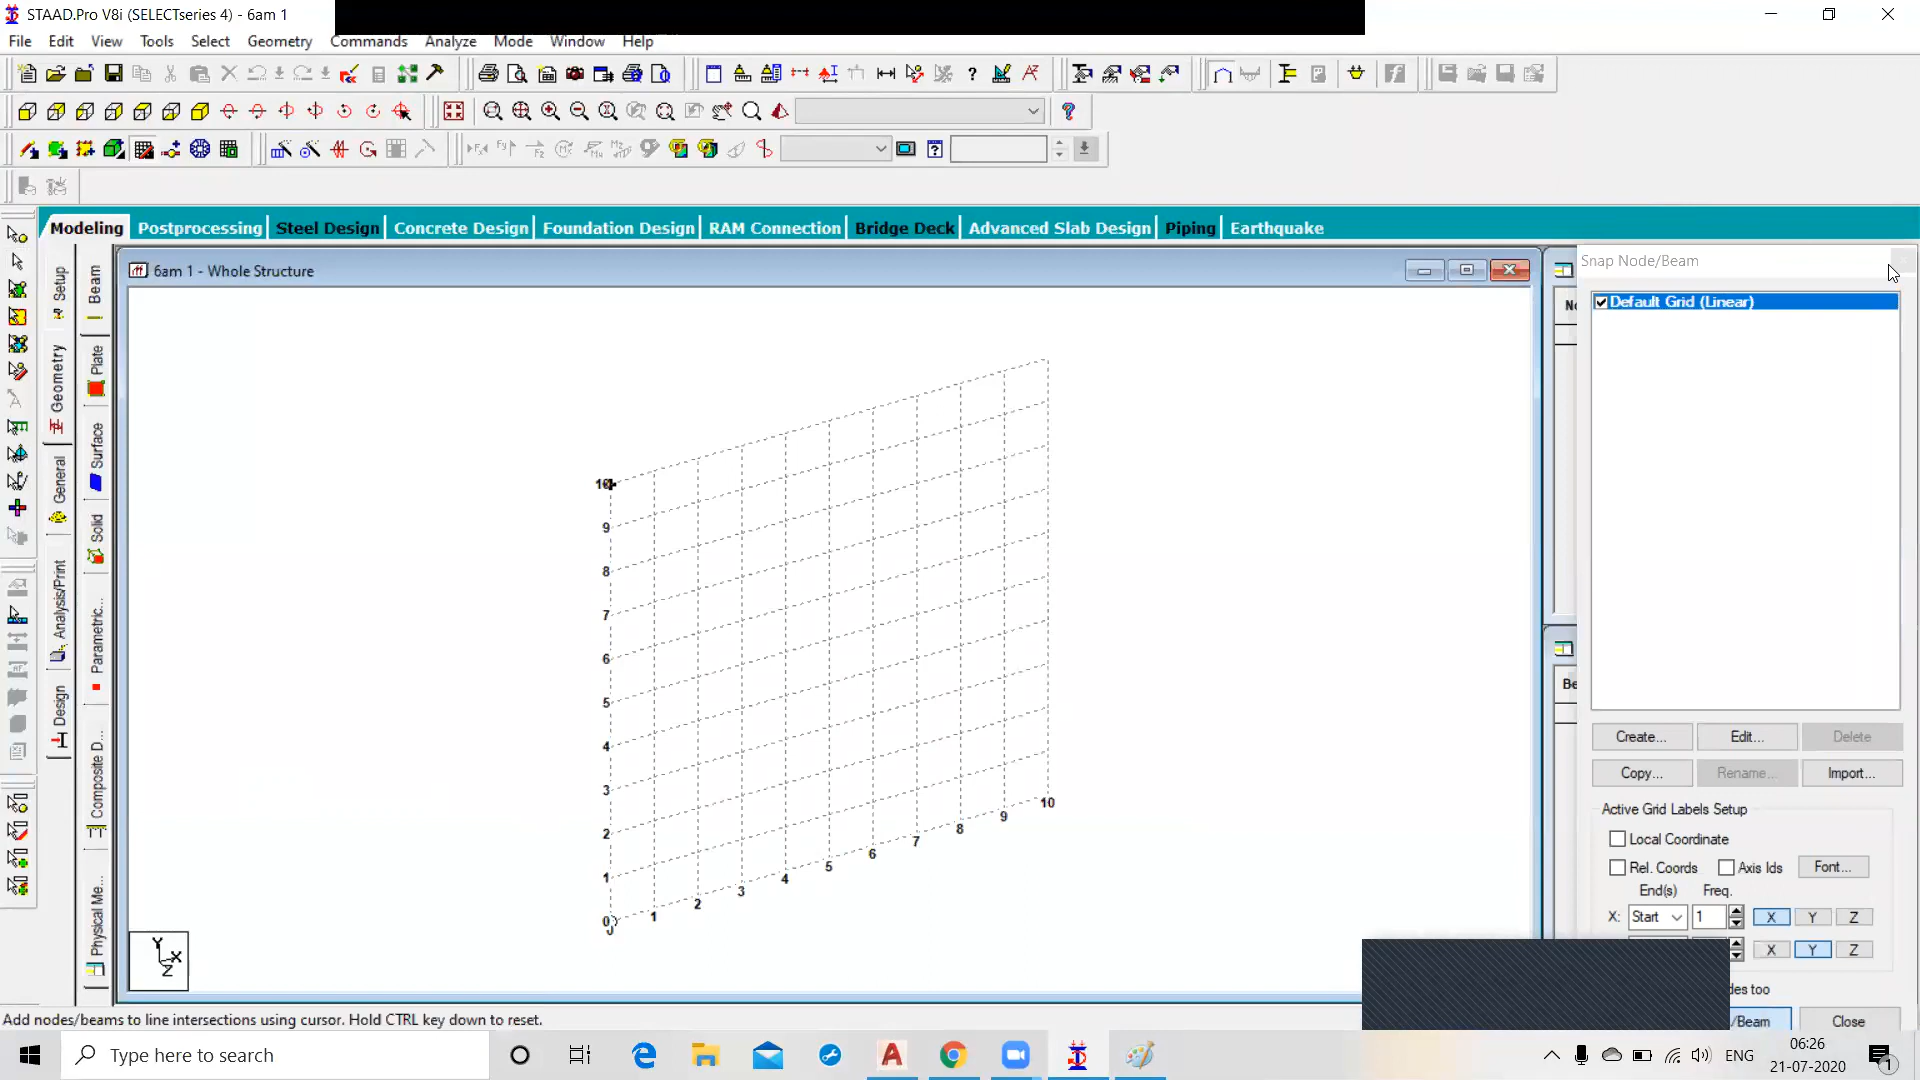 STAAD.Pro V8i (SELECTseries 4) - 6am 1
File Edit View Tools Select Geometry Commands Analyze Mode Window Help
Modeling Postprocessing Steel Design Concrete Design Foundation Design RAM Connection Bridge Deck Advanced Slab Design Piping Earthquake
Setup
Geometry
General
Analysis/Print
Design
Beam
Plate
Surface
Solid
Parametric...
Composite D...
Physical Me...
6am 1 - Whole Structure
10
9
8
7
6
5
4
3
2
1
0
1
2
3
4
5
6
7
8
9
10
Y
X
Z
Be
Snap Node/Beam
Default Grid (Linear)
Create... Edit... Delete
Copy... Rename... Import...
Active Grid Labels Setup
Local Coordinate
Rel. Coords Axis Ids Font...
End(s) Freq.
X: Start 1 X Y Z
X Y Z
des too
/Beam Close
Add nodes/beams to line intersections using cursor. Hold CTRL key down to reset.
Type here to search
ENG
06:26
21-07-2020
1